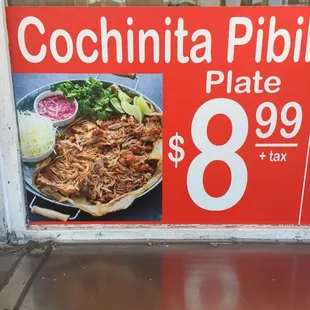 Cochinita Pibil
Plate
$8.99
+ tax